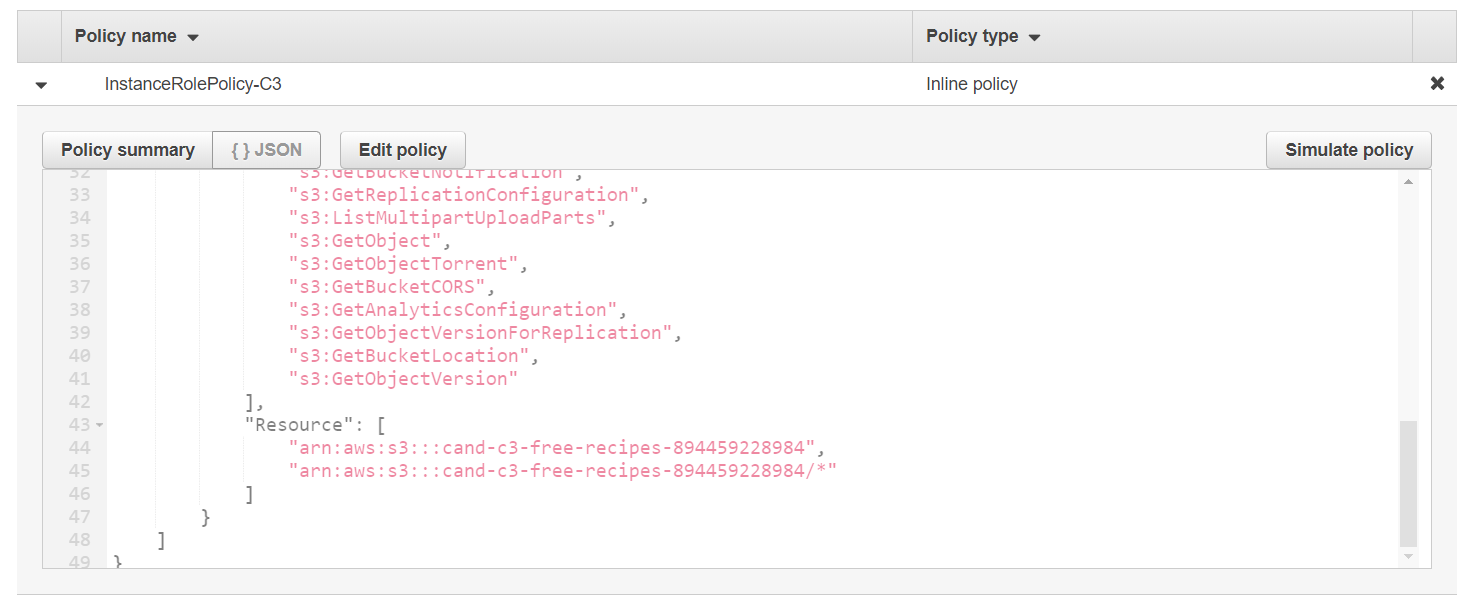 Policy name Policy type
InstanceRolePolicy-C3 Inline policy
Policy summary { } JSON Edit policy Simulate policy
32 "s3:GetBucketNotification",
33 "s3:GetReplicationConfiguration",
34 "s3:ListMultipartUploadParts",
35 "s3:GetObject",
36 "s3:GetObjectTorrent",
37 "s3:GetBucketCORS",
38 "s3:GetAnalyticsConfiguration",
39 "s3:GetObjectVersionForReplication",
40 "s3:GetBucketLocation",
41 "s3:GetObjectVersion"
42 ],
43 "Resource": [
44 "arn:aws:s3:::cand-c3-free-recipes-894459228984",
45 "arn:aws:s3:::cand-c3-free-recipes-894459228984/*"
46 ]
47 }
48 ]
49 }